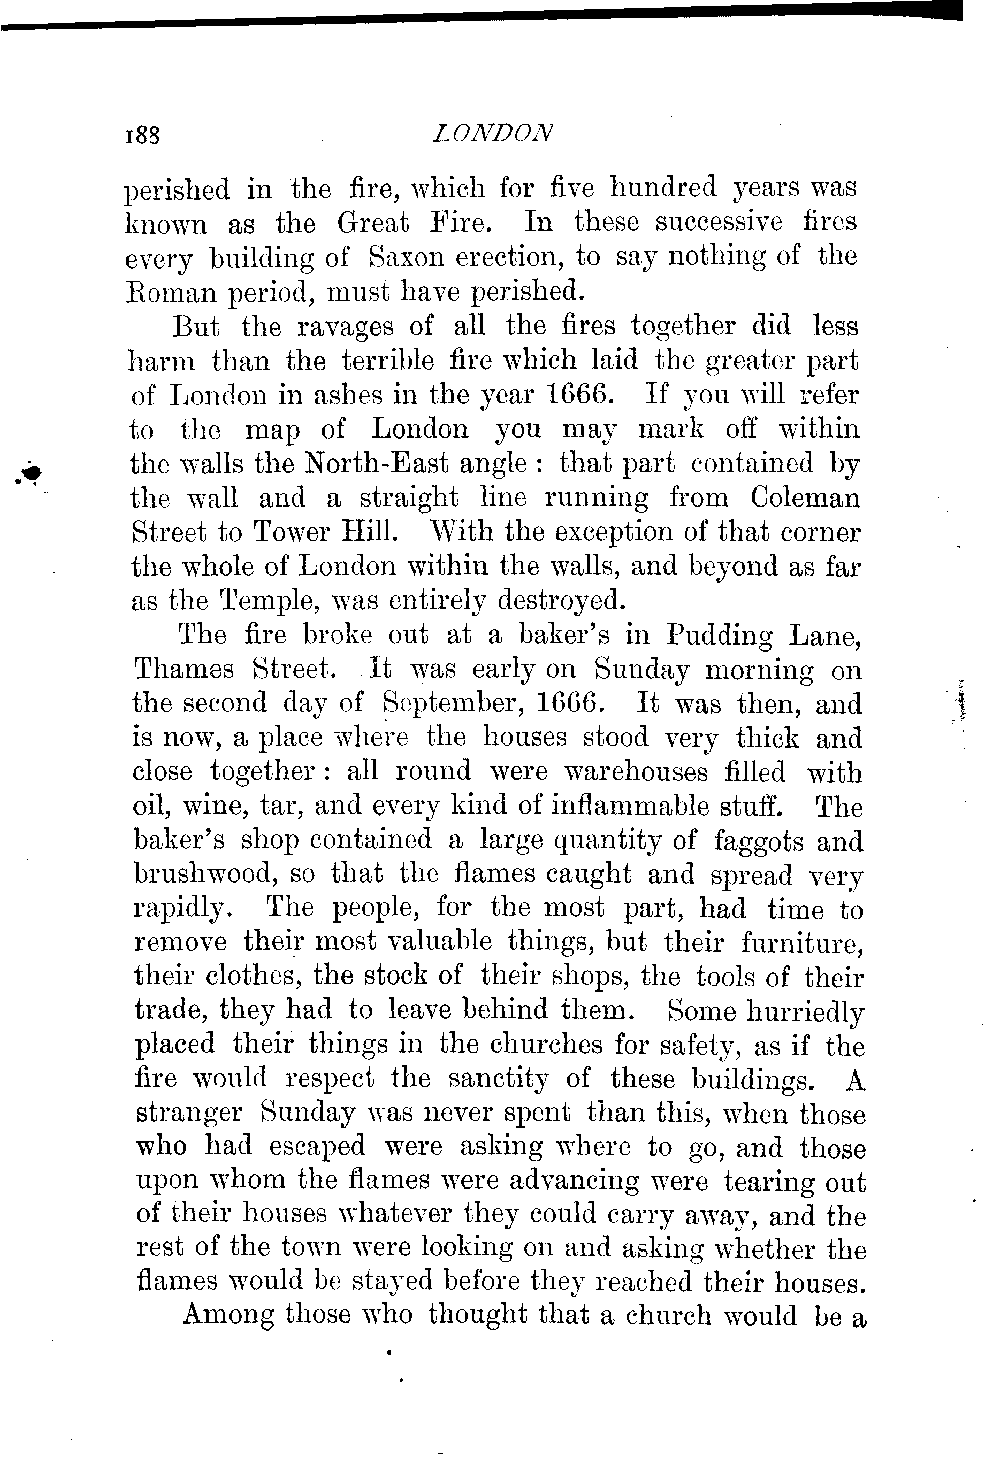 188 LONDON
perished in the fire, which for five hundred years was
known as the Great Fire. In these successive fires
every building of Saxon erection, to say nothing of the
Roman period, must have perished.
But the ravages of all the fires together did less
harm than the terrible fire which laid the greater part
of London in ashes in the year 1666. If you will refer
to the map of London you may mark off within
the walls the North-East angle : that part contained by
the wall and a straight line running from Coleman
Street to Tower Hill. With the exception of that corner
the whole of London within the walls, and beyond as far
as the Temple, was entirely destroyed.
The fire broke out at a baker's in Pudding Lane,
Thames Street. It was early on Sunday morning on
the second day of September, 1666. It was then, and
is now, a place where the houses stood very thick and
close together : all round were warehouses filled with
oil, wine, tar, and every kind of inflammable stuff. The
baker's shop contained a large quantity of faggots and
brushwood, so that the flames caught and spread very
rapidly. The people, for the most part, had time to
remove their most valuable things, but their furniture,
their clothes, the stock of their shops, the tools of their
trade, they had to leave behind them. Some hurriedly
placed their things in the churches for safety, as if the
fire would respect the sanctity of these buildings. A
stranger Sunday was never spent than this, when those
who had escaped were asking where to go, and those
upon whom the flames were advancing were tearing out
of their houses whatever they could carry away, and the
rest of the town were looking on and asking whether the
flames would be stayed before they reached their houses.
Among those who thought that a church would be a